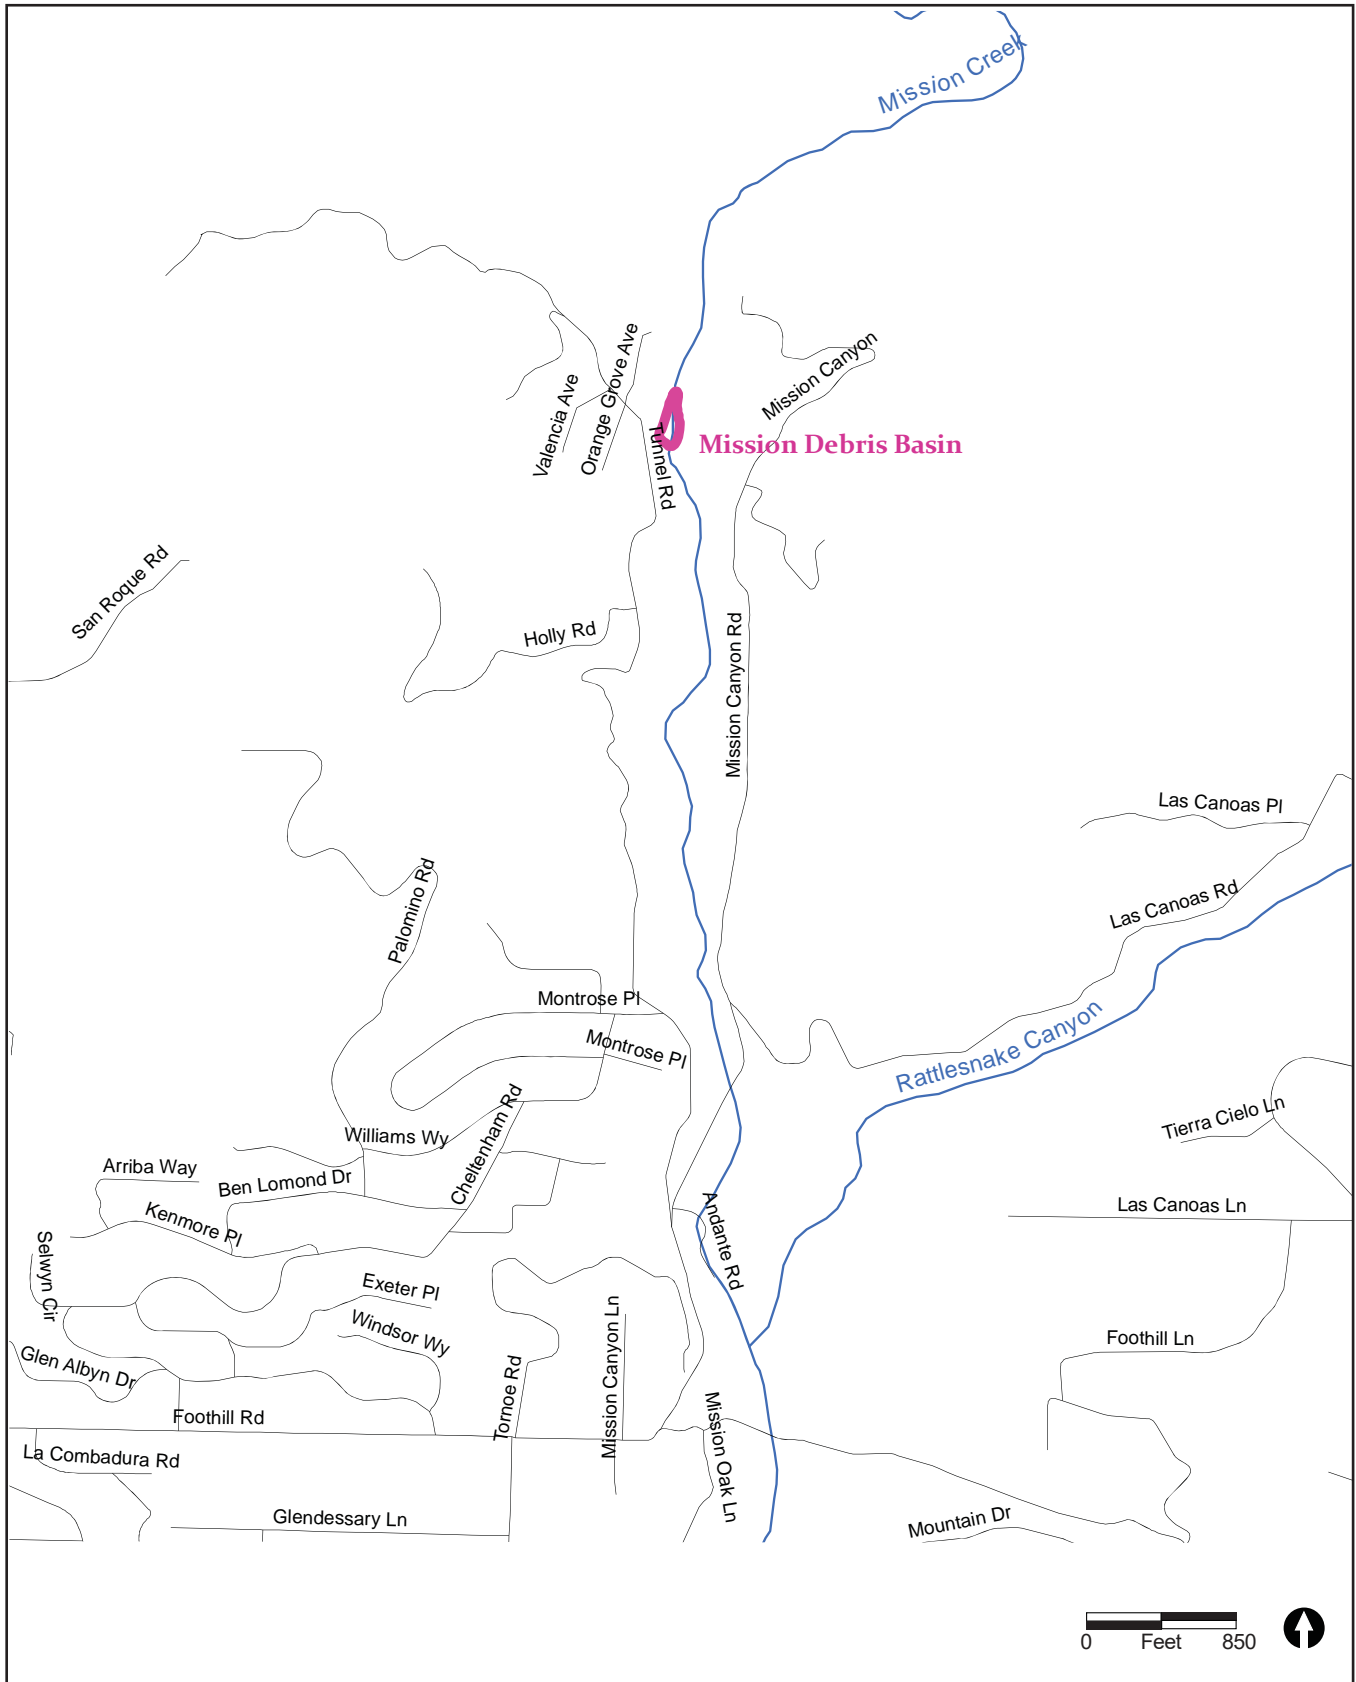 Mission Creek
Mission Canyon
Orange Grove Ave
Valencia Ave
Tunnel Rd
Mission Debris Basin
San Roque Rd
Holly Rd
Mission Canyon Rd
Las Canoas Pl
Las Canoas Rd
Palomino Rd
Montrose Pl
Montrose Pl
Rattlesnake Canyon
Cheltenham Rd
Tierra Cielo Ln
Williams Wy
Arriba Way
Ben Lomond Dr
Las Canoas Ln
Kenmore Pl
Andante Rd
Selwyn Cir
Exeter Pl
Windsor Wy
Mission Canyon Ln
Foothill Ln
Glen Albyn Dr
Tornoe Rd
Foothill Rd
Mission Oak Ln
La Combadura Rd
Glendessary Ln
Mountain Dr
0 Feet 850